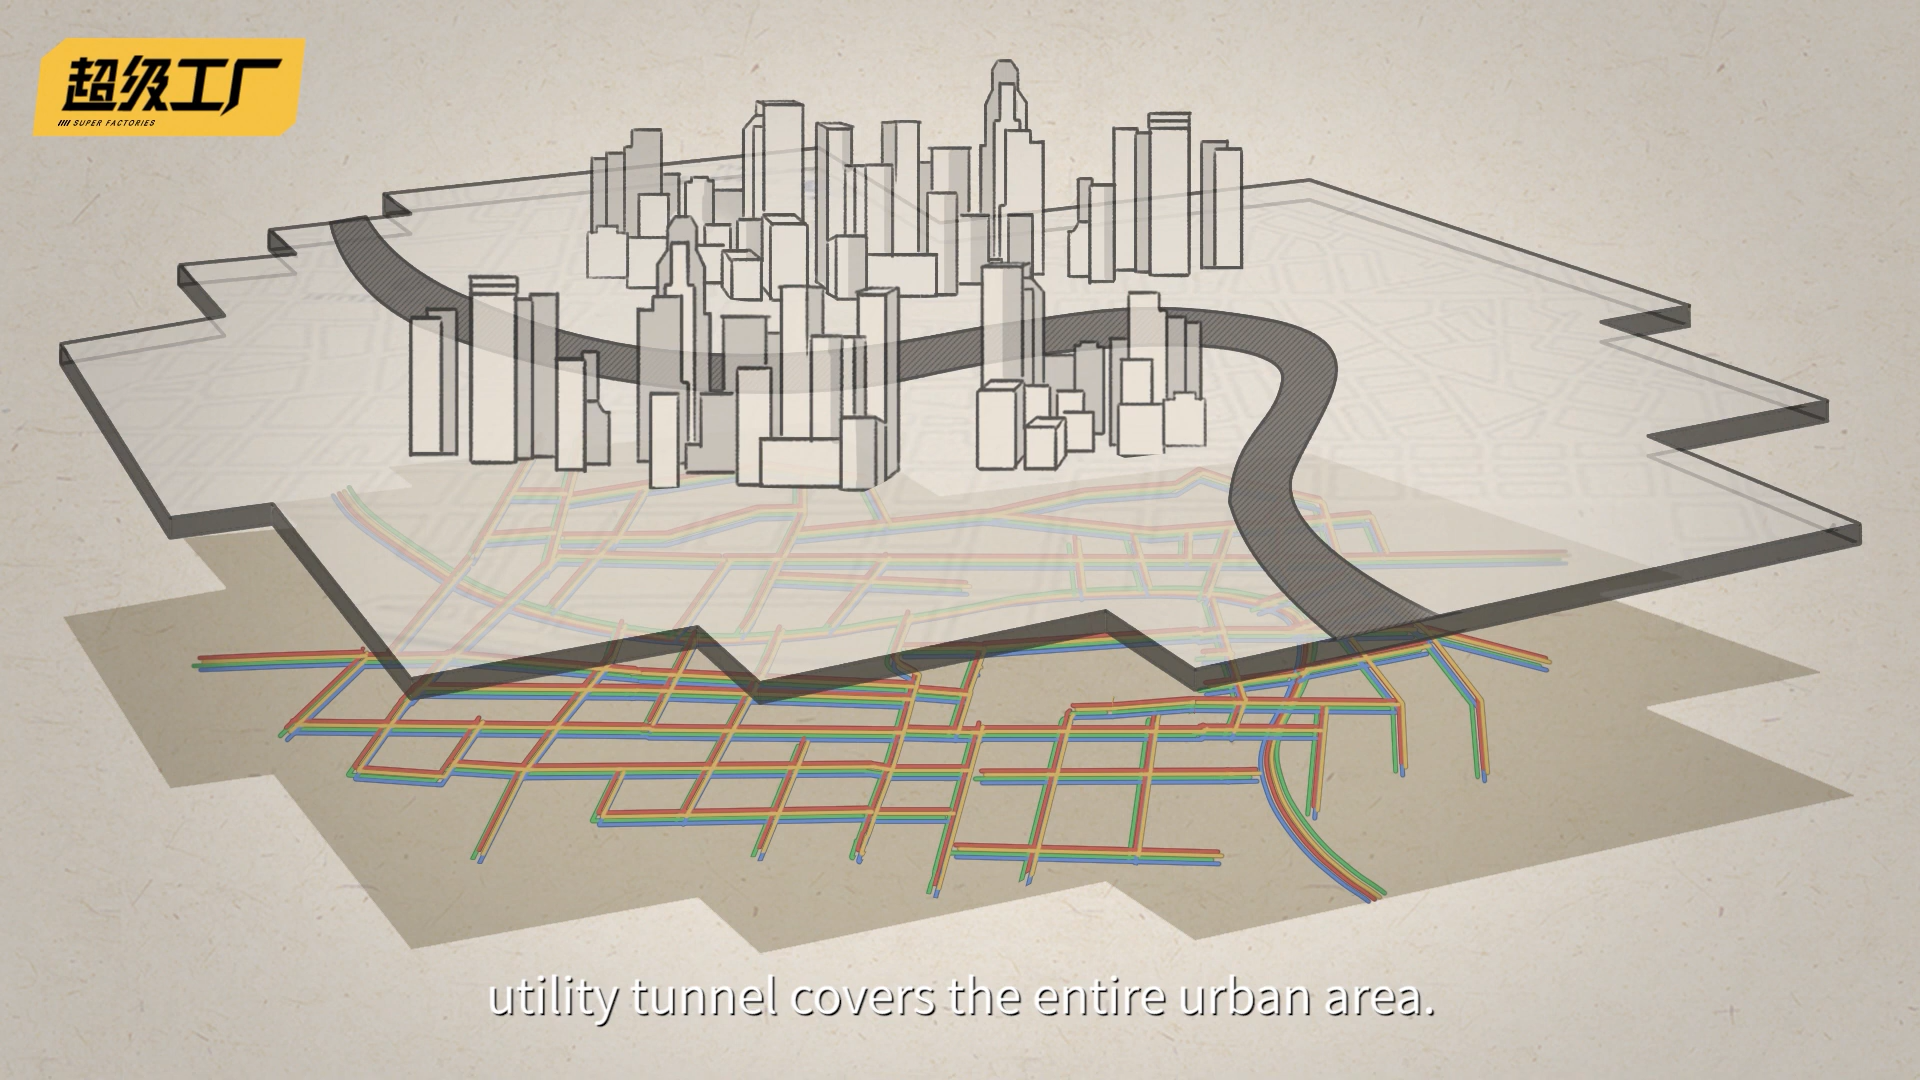 超级工厂
SUPER FACTORIES
utility tunnel covers the entire urban area.